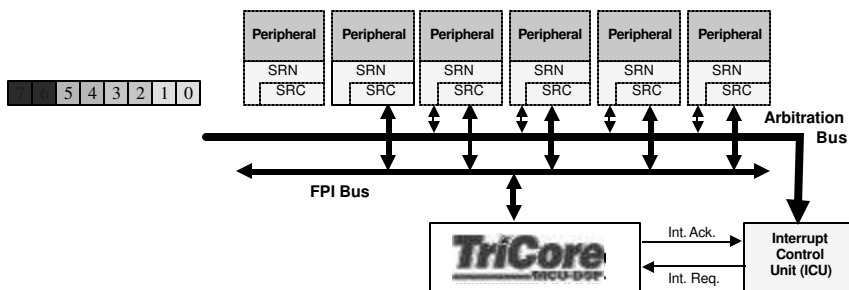 Peripheral Peripheral Peripheral Peripheral Peripheral Peripheral
SRN SRN SRN SRN SRN SRN
SRC SRC SRC SRC SRC SRC
7 6 5 4 3 2 1 0
Arbitration
Bus
FPI Bus
TriCore
MCU-DSP
Int. Ack.
Int. Req.
Interrupt
Control
Unit (ICU)